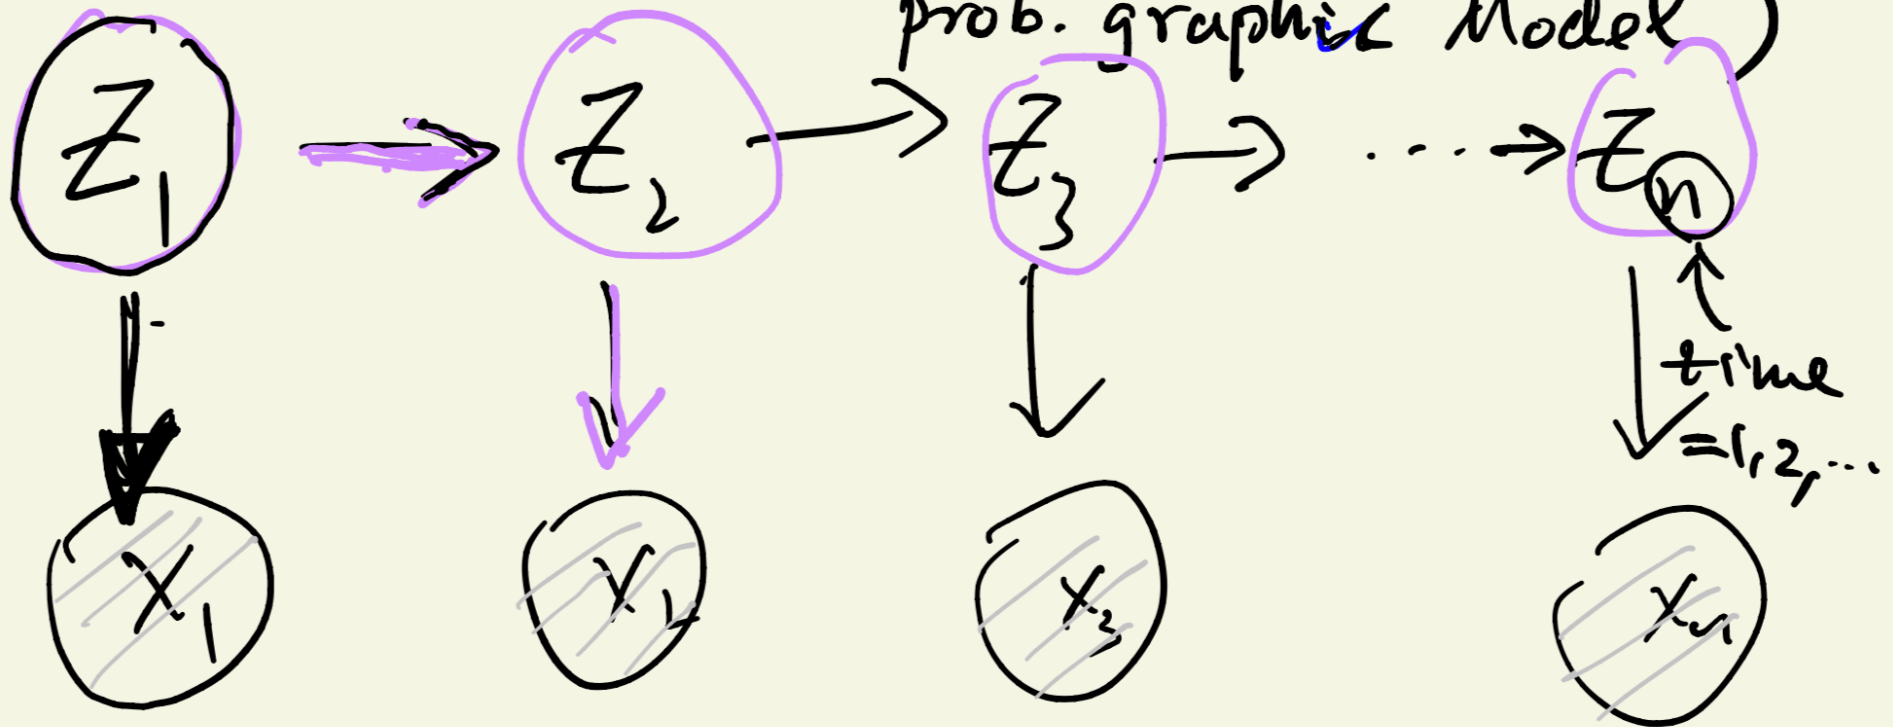 prob. graphic Model )
Z1 Z2 Z3 .... Zn
time
=1,2,...
X1 X2 X3 Xn